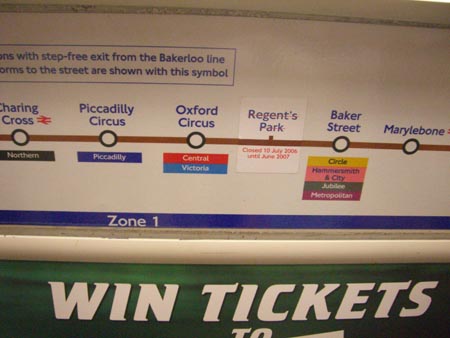 ons with step-free exit from the Bakerloo line
orms to the street are shown with this symbol
Charing
Cross
Northern
Piccadilly
Circus
Piccadilly
Oxford
Circus
Central
Victoria
Regent's
Park
Closed 10 July 2006
until June 2007
Baker
Street
Circle
Hammersmith
& City
Jubilee
Metropolitan
Marylebone
Zone 1
WIN TICKETS
TO